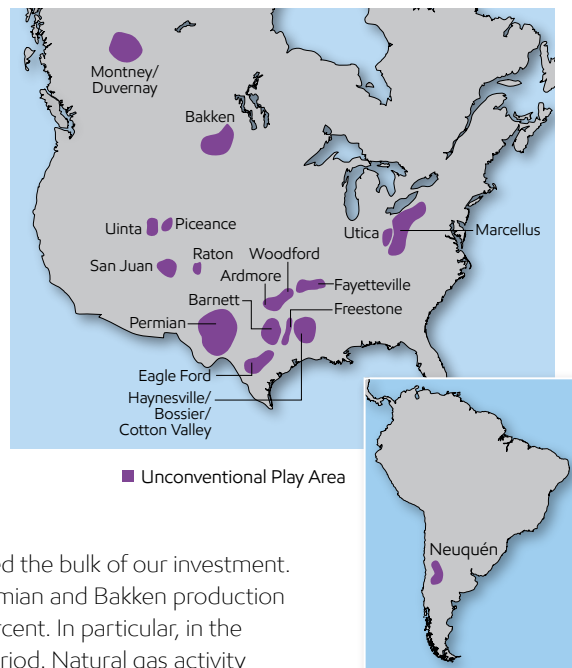 Montney/
Duvernay
Bakken
Uinta
Piceance
Utica
Marcellus
San Juan
Raton
Woodford
Ardmore
Fayetteville
Barnett
Freestone
Permian
Eagle Ford
Haynesville/
Bossier/
Cotton Valley
Unconventional Play Area
Neuquén
ed the bulk of our investment.
mian and Bakken production
rcent. In particular, in the
riod. Natural gas activity